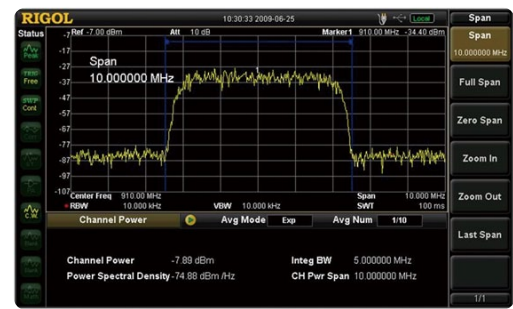 RIGOL 10:30:33 2009-06-25 Local Span
Status -7 Ref -7.00 dBm Att 10 dB Marker1 910.00 MHz -34.40 dBm
Span
10.000000 MHz
Peak
-17
-27
Span
10.000000 MHz
TRIG
Free
-37
Full Span
SWP
Cont
-47
-57
Zero Span
-67
-77
-87
Zoom In
-97
-107
Center Freq 910.00 MHz Span 10.000 MHz
RBW 10.000 kHz VBW 10.000 kHz SWT 100 ms
Zoom Out
C.W.
Channel Power Avg Mode Exp Avg Num 1/10
Last Span
Channel Power -7.89 dBm Integ BW 5.000000 MHz
Power Spectral Density -74.88 dBm /Hz CH Pwr Span 10.000000 MHz
1/1